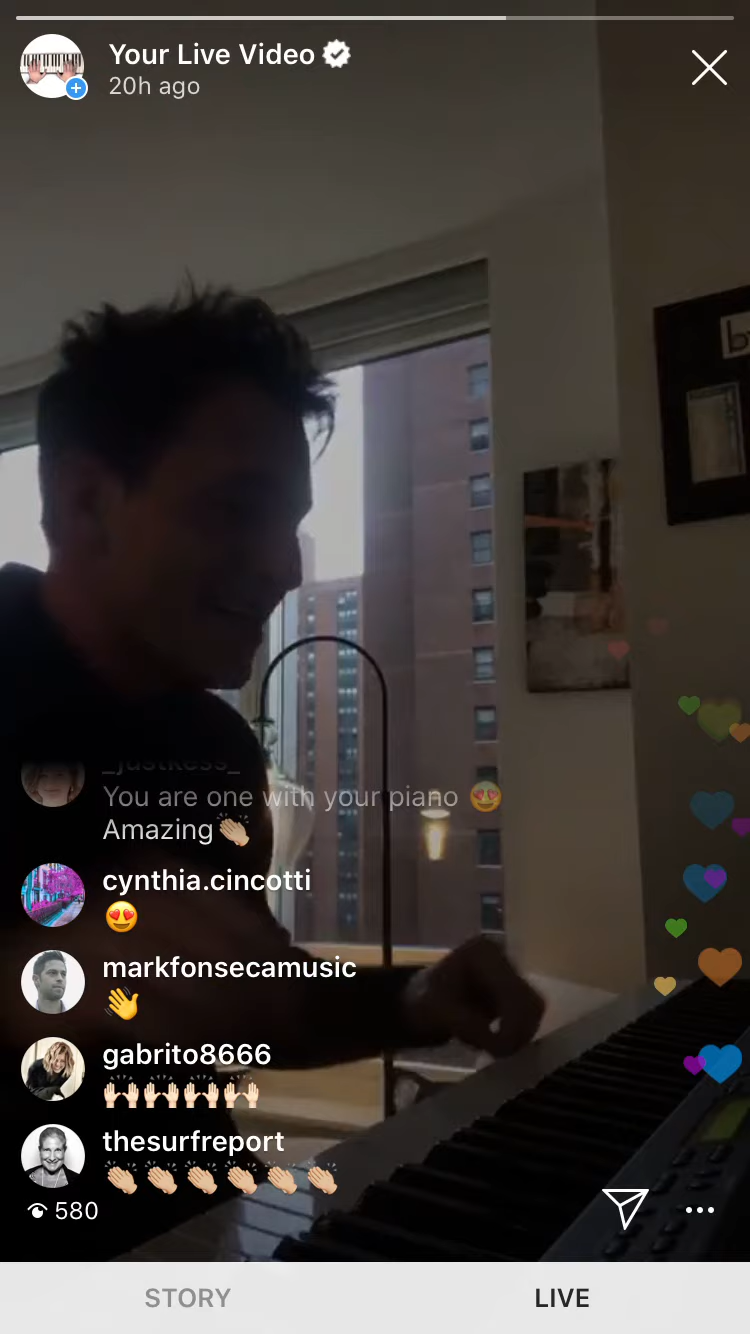 Your Live Video
20h ago
_justkess_
You are one with your piano 😍
Amazing👏🏼
cynthia.cincotti
😍
markfonsecamusic
👋
gabrito8666
🙌🏻🙌🏻🙌🏻🙌🏻
thesurfreport
👏🏼👏🏼👏🏼👏🏼👏🏼👏🏼
580
STORY
LIVE